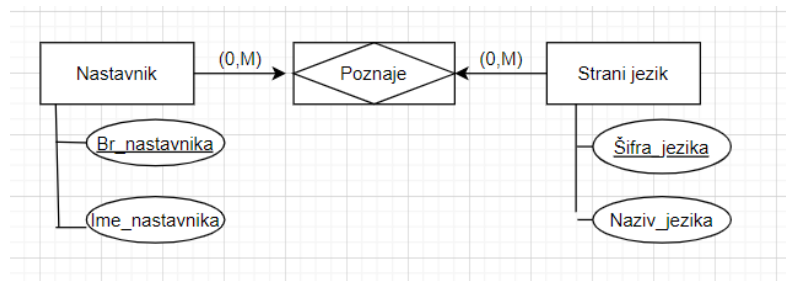 Nastavnik
(0,M)
Poznaje
(0,M)
Strani jezik
Br_nastavnika
Šifra_jezika
Ime_nastavnika
Naziv_jezika